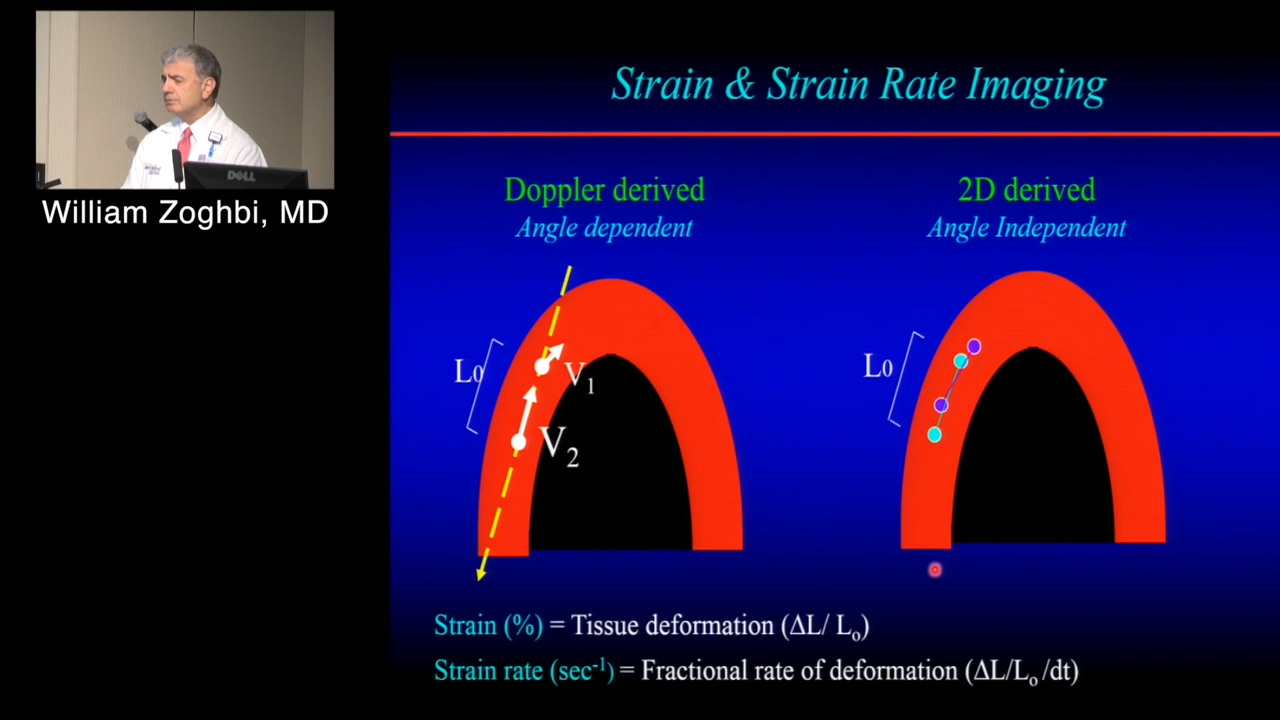 Strain & Strain Rate Imaging
DELL
William Zoghbi, MD
Doppler derived
Angle dependent
2D derived
Angle Independent
L0
V1
V2
L0
Strain (%) = Tissue deformation (ΔL/ Lo)
Strain rate (sec-1) = Fractional rate of deformation (ΔL/Lo /dt)